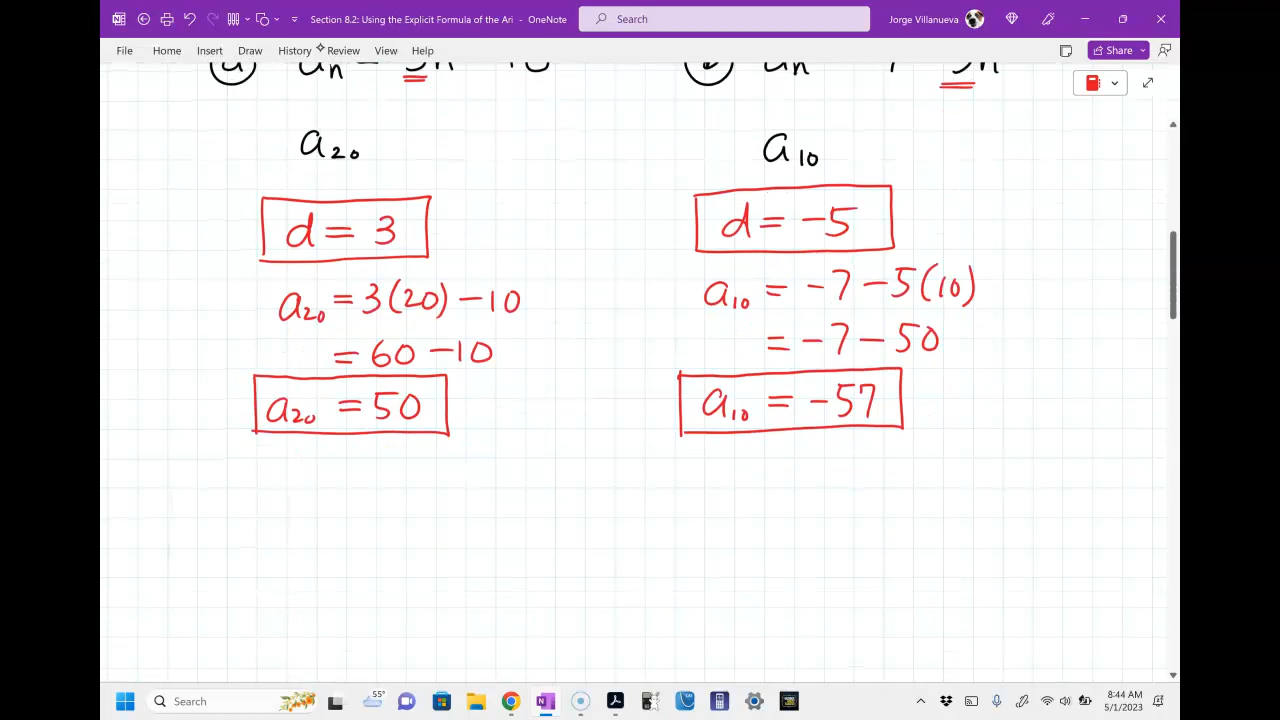 Section 8.2: Using the Explicit Formula of the Ari - OneNote
Search
Jorge Villanueva
File Home Insert Draw History Review View Help
Share
a₂₀
d = 3
a₂₀ = 3(20) - 10
= 60 - 10
a₂₀ = 50
a₁₀
d = -5
a₁₀ = -7 - 5(10)
= -7 - 50
a₁₀ = -57
Search
55°
8:44 AM
5/1/2023